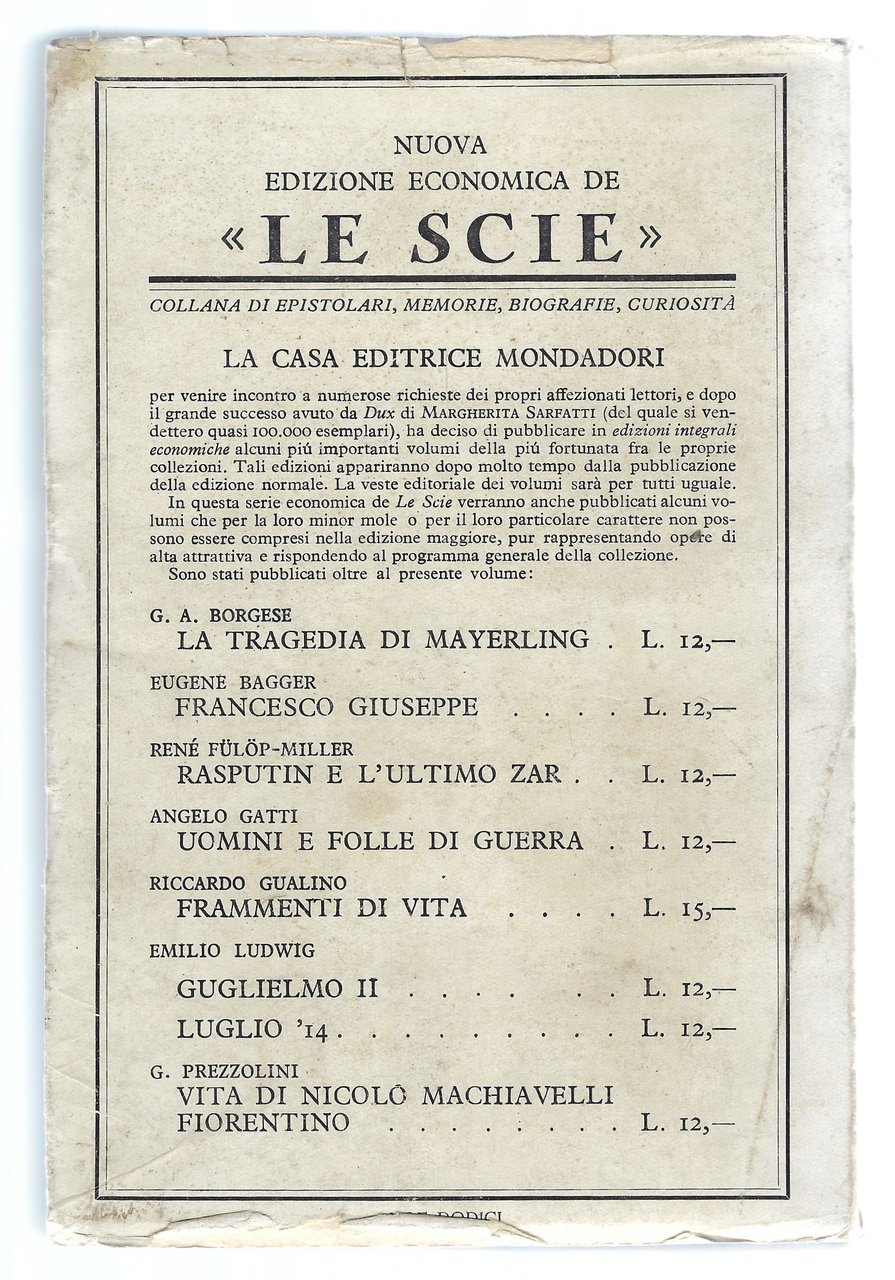 NUOVA
EDIZIONE ECONOMICA DE
« LE SCIE »
COLLANA DI EPISTOLARI, MEMORIE, BIOGRAFIE, CURIOSITÀ
LA CASA EDITRICE MONDADORI
per venire incontro a numerose richieste dei propri affezionati lettori, e dopo
il grande successo avuto da Dux di MARGHERITA SARFATTI (del quale si ven-
dettero quasi 100.000 esemplari), ha deciso di pubblicare in edizioni integrali
economiche alcuni piú importanti volumi della piú fortunata fra le proprie
collezioni. Tali edizioni appariranno dopo molto tempo dalla pubblicazione
della edizione normale. La veste editoriale dei volumi sarà per tutti uguale.
In questa serie economica de Le Scie verranno anche pubblicati alcuni vo-
lumi che per la loro minor mole o per il loro particolare carattere non pos-
sono essere compresi nella edizione maggiore, pur rappresentando opere di
alta attrattiva e rispondendo al programma generale della collezione.
Sono stati pubblicati oltre al presente volume:
G. A. BORGESE
LA TRAGEDIA DI MAYERLING . L. 12,—
EUGENE BAGGER
FRANCESCO GIUSEPPE . . . . L. 12,—
RENÉ FÜLÖP-MILLER
RASPUTIN E L'ULTIMO ZAR . . L. 12,—
ANGELO GATTI
UOMINI E FOLLE DI GUERRA . L. 12,—
RICCARDO GUALINO
FRAMMENTI DI VITA . . . . L. 15,—
EMILIO LUDWIG
GUGLIELMO II . . . . . . L. 12,—
LUGLIO '14 . . . . . . . . . L. 12,—
G. PREZZOLINI
VITA DI NICOLÒ MACHIAVELLI
FIORENTINO . . . . . . . . L. 12,—
DODICI